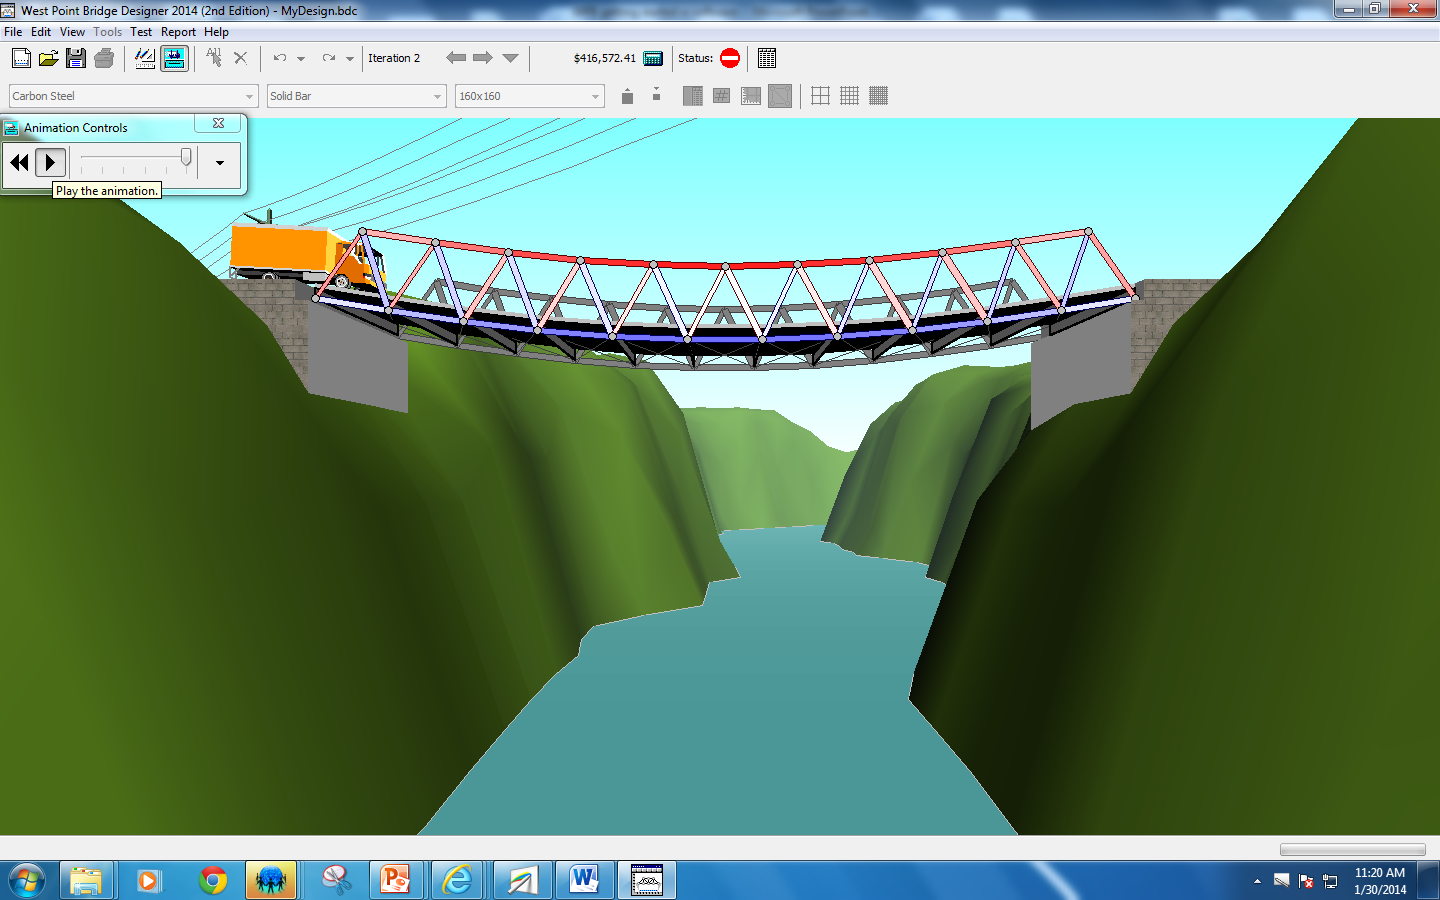 West Point Bridge Designer 2014 (2nd Edition) - MyDesign.bdc
File Edit View Tools Test Report Help
Iteration 2 $416,572.41 Status:
Carbon Steel Solid Bar 160x160
Animation Controls
Play the animation.
11:20 AM
1/30/2014